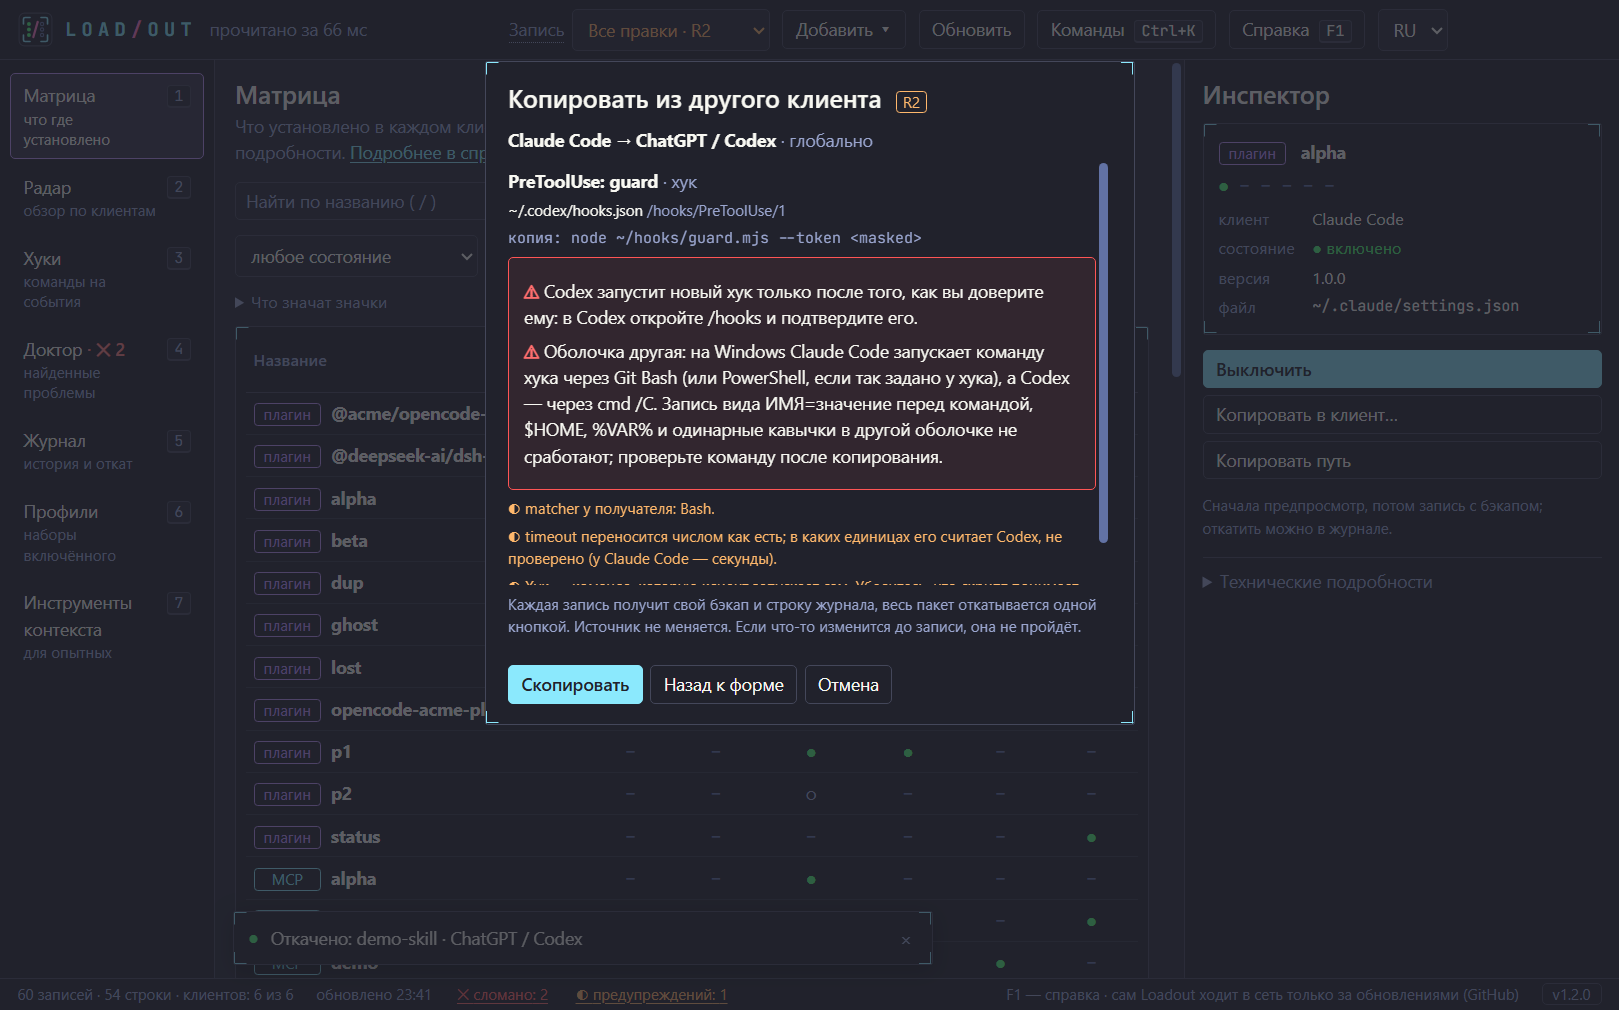 LOAD/OUT прочитано за 66 мс Запись Все правки · R2 Добавить ▾ Обновить Команды Ctrl+K Справка F1 RU
Матрица 1
что где
установлено
Радар 2
обзор по клиентам
Хуки 3
команды на
события
Доктор · ✕ 2 4
найденные
проблемы
Журнал 5
история и откат
Профили 6
наборы
включённого
Инструменты 7
контекста
для опытных
Матрица
Что установлено в каждом кли
подробности. Подробнее в спр
Найти по названию ( / )
любое состояние
▶ Что значат значки
Название
плагин @acme/opencode-
плагин @deepseek-ai/dsh-
плагин alpha
плагин beta
плагин dup
плагин ghost
плагин lost
плагин opencode-acme-pl
плагин p1
плагин p2
плагин status
MCP alpha
MCP demo
Копировать из другого клиента R2
Claude Code → ChatGPT / Codex · глобально
PreToolUse: guard · хук
~/.codex/hooks.json /hooks/PreToolUse/1
копия: node ~/hooks/guard.mjs --token <masked>
⚠ Codex запустит новый хук только после того, как вы доверите
ему: в Codex откройте /hooks и подтвердите его.
⚠ Оболочка другая: на Windows Claude Code запускает команду
хука через Git Bash (или PowerShell, если так задано у хука), а Codex
— через cmd /C. Запись вида ИМЯ=значение перед командой,
$HOME, %VAR% и одинарные кавычки в другой оболочке не
сработают; проверьте команду после копирования.
◐ matcher у получателя: Bash.
◐ timeout переносится числом как есть; в каких единицах его считает Codex, не
проверено (у Claude Code — секунды).
Каждая запись получит свой бэкап и строку журнала, весь пакет откатывается одной
кнопкой. Источник не меняется. Если что-то изменится до записи, она не пройдёт.
Скопировать Назад к форме Отмена
Инспектор
плагин alpha
клиент Claude Code
состояние ● включено
версия 1.0.0
файл ~/.claude/settings.json
Выключить
Копировать в клиент...
Копировать путь
Сначала предпросмотр, потом запись с бэкапом;
откатить можно в журнале.
▶ Технические подробности
Откачено: demo-skill · ChatGPT / Codex ×
60 записей · 54 строки · клиентов: 6 из 6 обновлено 23:41 ✕ сломано: 2 ◐ предупреждений: 1 F1 — справка · сам Loadout ходит в сеть только за обновлениями (GitHub) v1.2.0